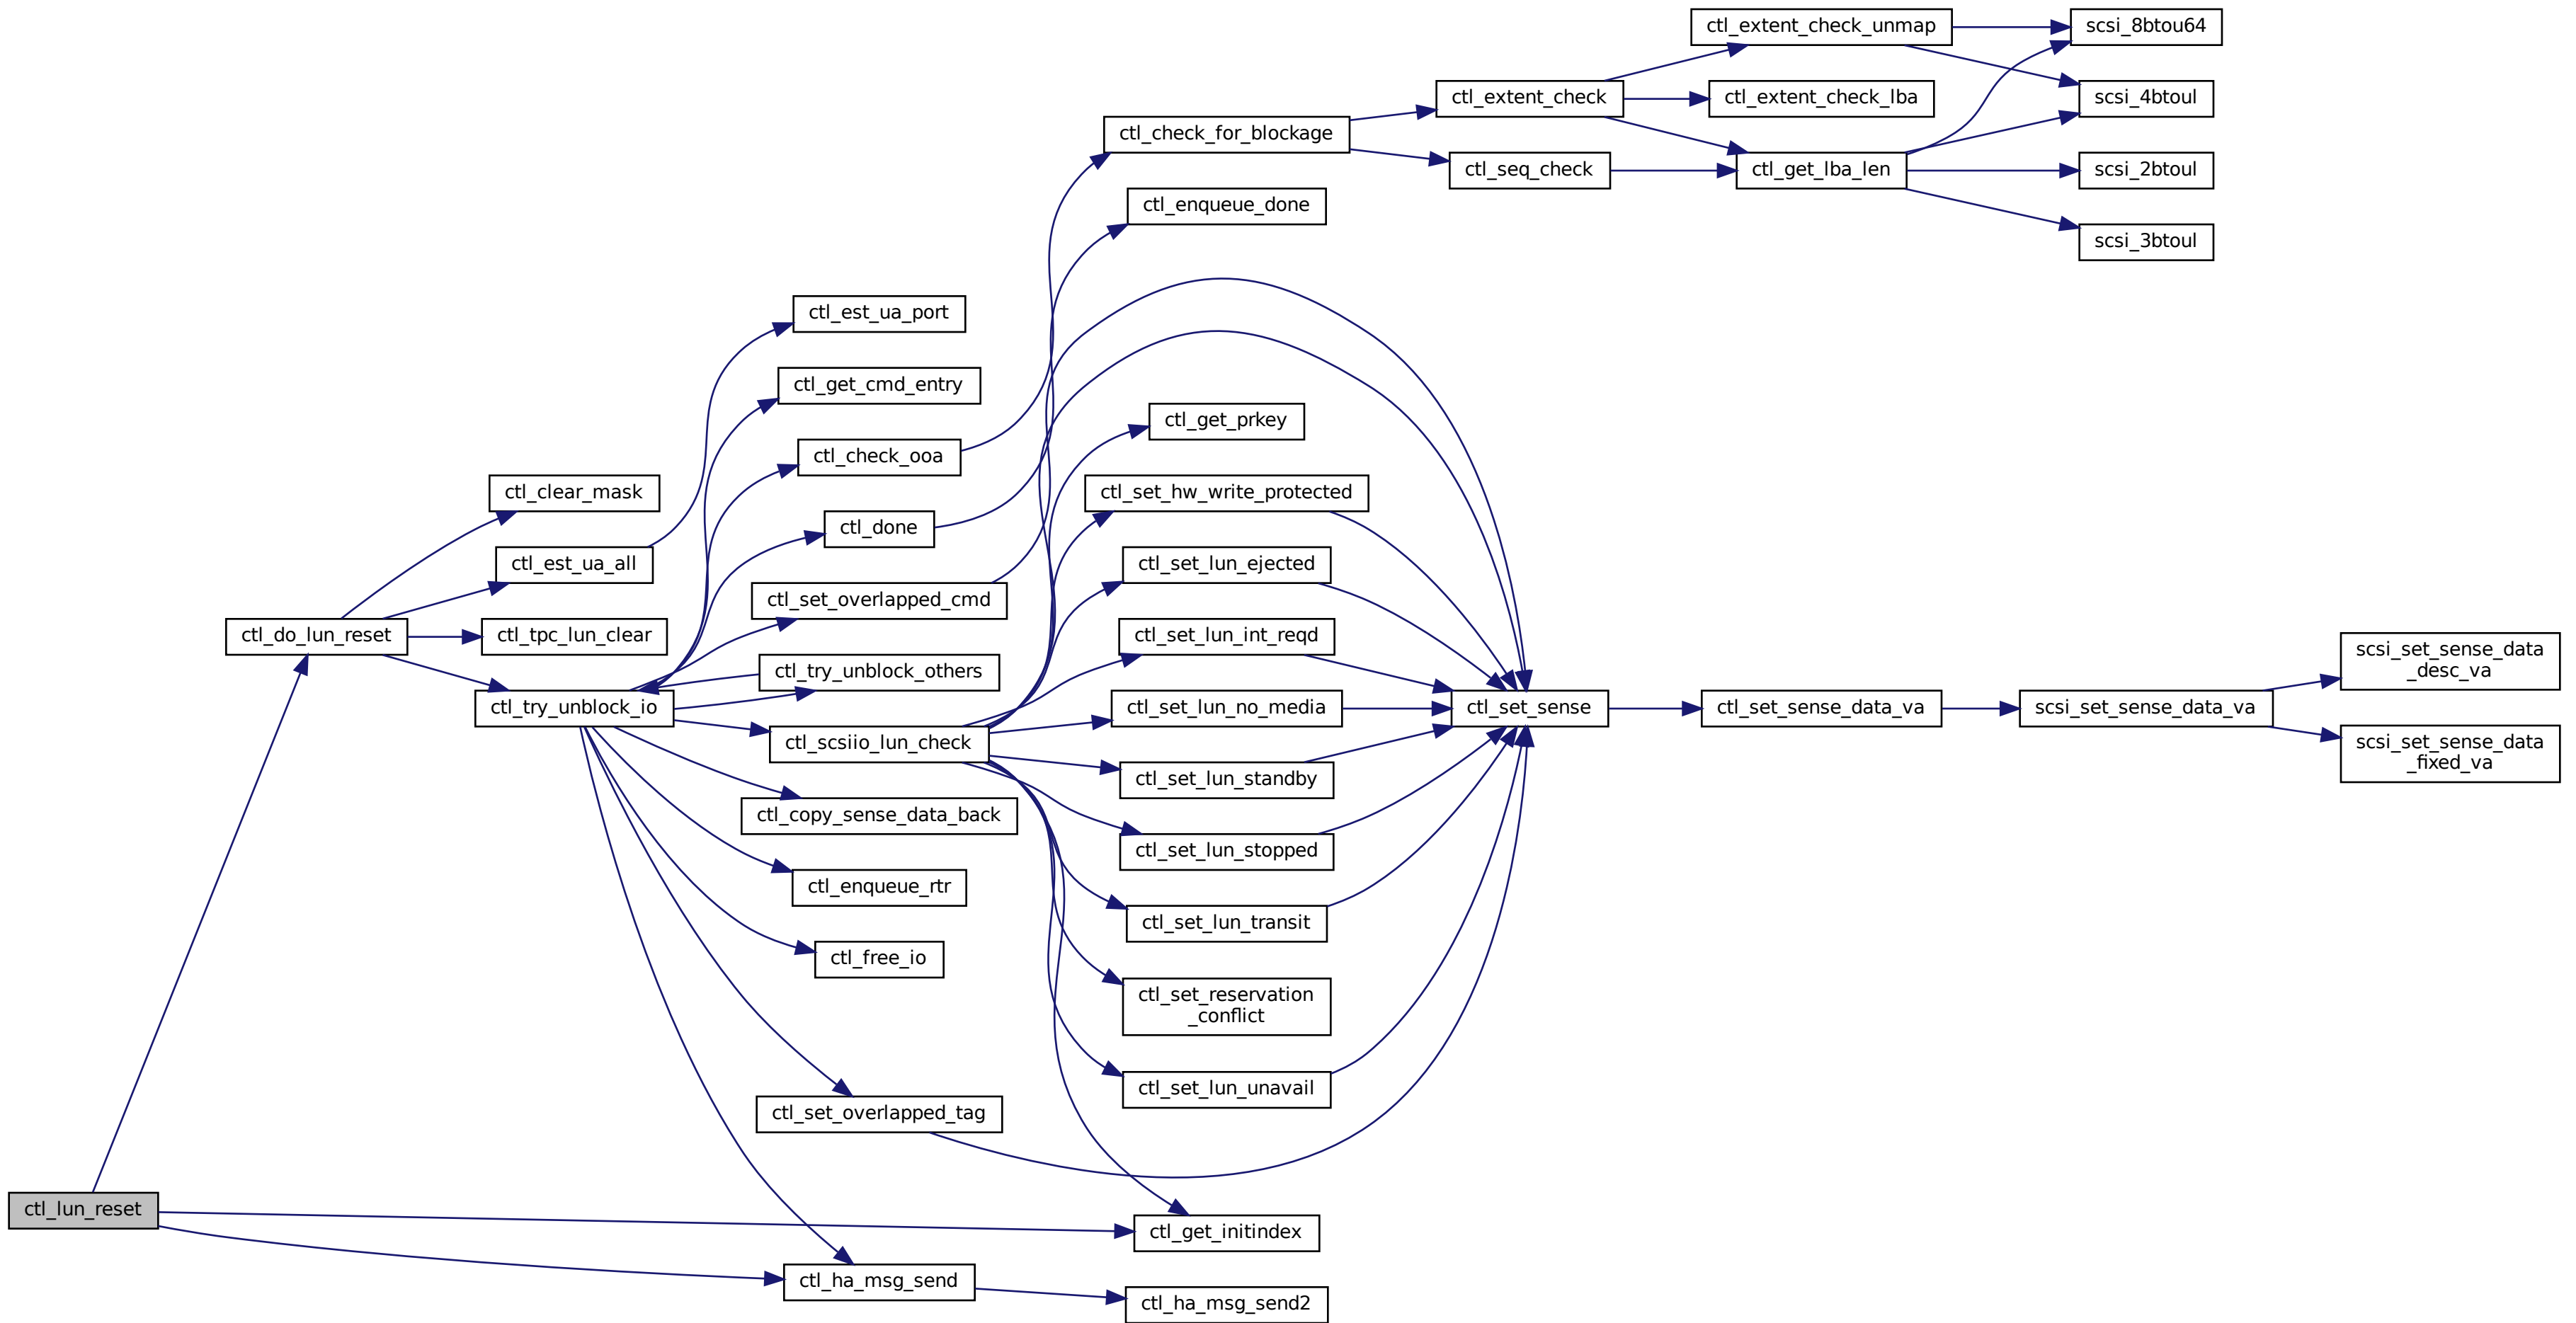 ctl_extent_check_unmap
scsi_8btou64
ctl_extent_check
ctl_extent_check_lba
scsi_4btoul
ctl_check_for_blockage
ctl_seq_check
ctl_get_lba_len
scsi_2btoul
ctl_enqueue_done
scsi_3btoul
ctl_est_ua_port
ctl_get_cmd_entry
ctl_get_prkey
ctl_check_ooa
ctl_clear_mask
ctl_set_hw_write_protected
ctl_done
ctl_est_ua_all
ctl_set_lun_ejected
ctl_set_overlapped_cmd
ctl_do_lun_reset
ctl_tpc_lun_clear
ctl_set_lun_int_reqd
scsi_set_sense_data
_desc_va
ctl_try_unblock_others
ctl_try_unblock_io
ctl_set_lun_no_media
ctl_set_sense
ctl_set_sense_data_va
scsi_set_sense_data_va
ctl_scsiio_lun_check
scsi_set_sense_data
_fixed_va
ctl_set_lun_standby
ctl_copy_sense_data_back
ctl_set_lun_stopped
ctl_enqueue_rtr
ctl_set_lun_transit
ctl_free_io
ctl_set_reservation
_conflict
ctl_set_lun_unavail
ctl_set_overlapped_tag
ctl_lun_reset
ctl_get_initindex
ctl_ha_msg_send
ctl_ha_msg_send2